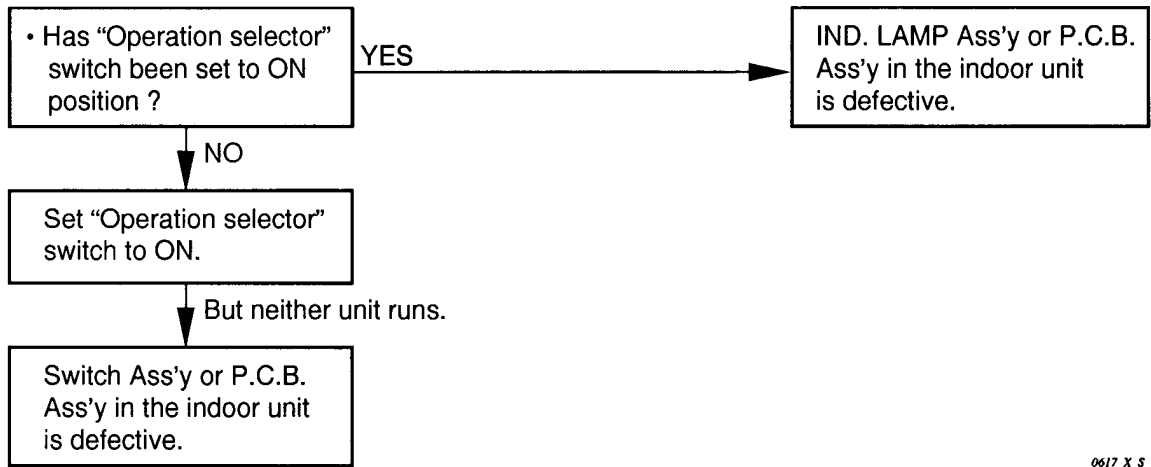 • Has “Operation selector”
switch been set to ON
position ?
YES
IND. LAMP Ass'y or P.C.B.
Ass'y in the indoor unit
is defective.
NO
Set “Operation selector”
switch to ON.
But neither unit runs.
Switch Ass'y or P.C.B.
Ass'y in the indoor unit
is defective.
0617 X S